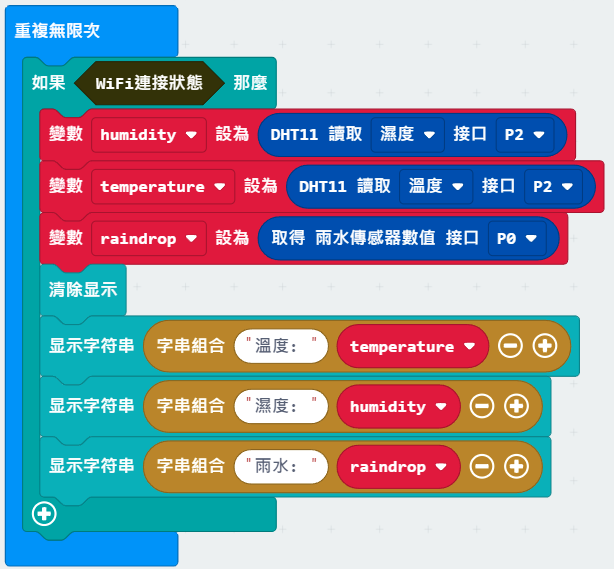 重複無限次
如果 WiFi連接狀態 那麼
變數 humidity 設為 DHT11 讀取 濕度 接口 P2
變數 temperature 設為 DHT11 讀取 溫度 接口 P2
變數 raindrop 設為 取得 雨水傳感器數值 接口 P0
清除显示
显示字符串 字串組合 "溫度: " temperature
显示字符串 字串組合 "濕度: " humidity
显示字符串 字串組合 "雨水: " raindrop